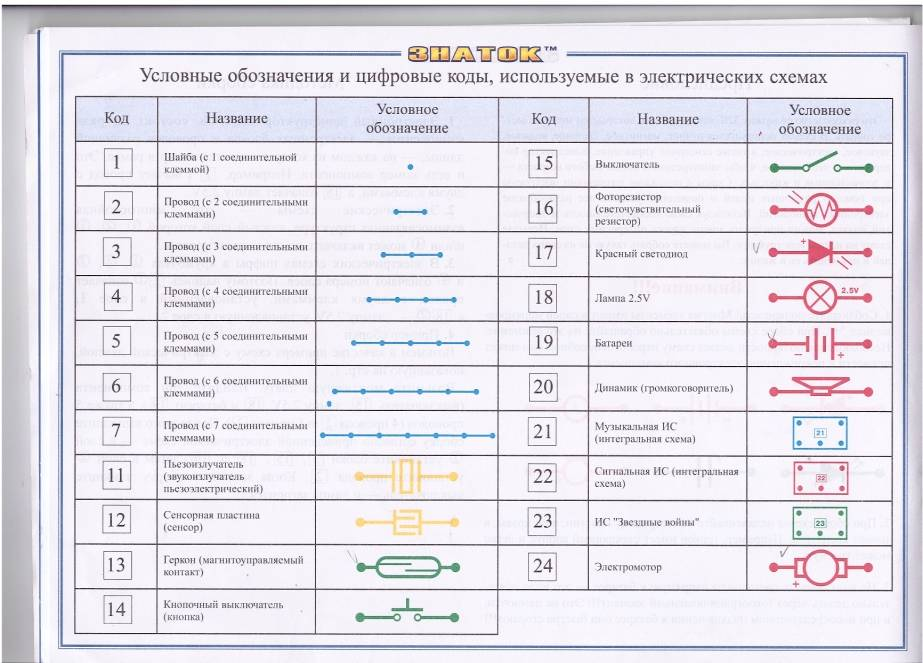 ЗНАТОК™
Условные обозначения и цифровые коды, используемые в электрических схемах
Код
Название
Условное
обозначение
1
Шайба (с 1 соединительной
клеммой)
2
Провод (с 2 соединительными
клеммами)
3
Провод (с 3 соединительными
клеммами)
4
Провод (с 4 соединительными
клеммами)
5
Провод (с 5 соединительными
клеммами)
6
Провод (с 6 соединительными
клеммами)
7
Провод (с 7 соединительными
клеммами)
11
Пьезоизлучатель
(звукоизлучатель
пьезоэлектрический)
12
Сенсорная пластина
(сенсор)
13
Геркон (магнитоуправляемый
контакт)
14
Кнопочный выключатель
(кнопка)
Код
Название
Условное
обозначение
15
Выключатель
16
Фоторезистор
(светочувствительный
резистор)
17
Красный светодиод
+
18
Лампа 2.5V
2.5V
19
Батареи
− +
20
Динамик (громкоговоритель)
21
Музыкальная ИС
(интегральная схема)
21
22
Сигнальная ИС (интегральная
схема)
22
23
ИС "Звездные войны"
23
24
Электромотор
+